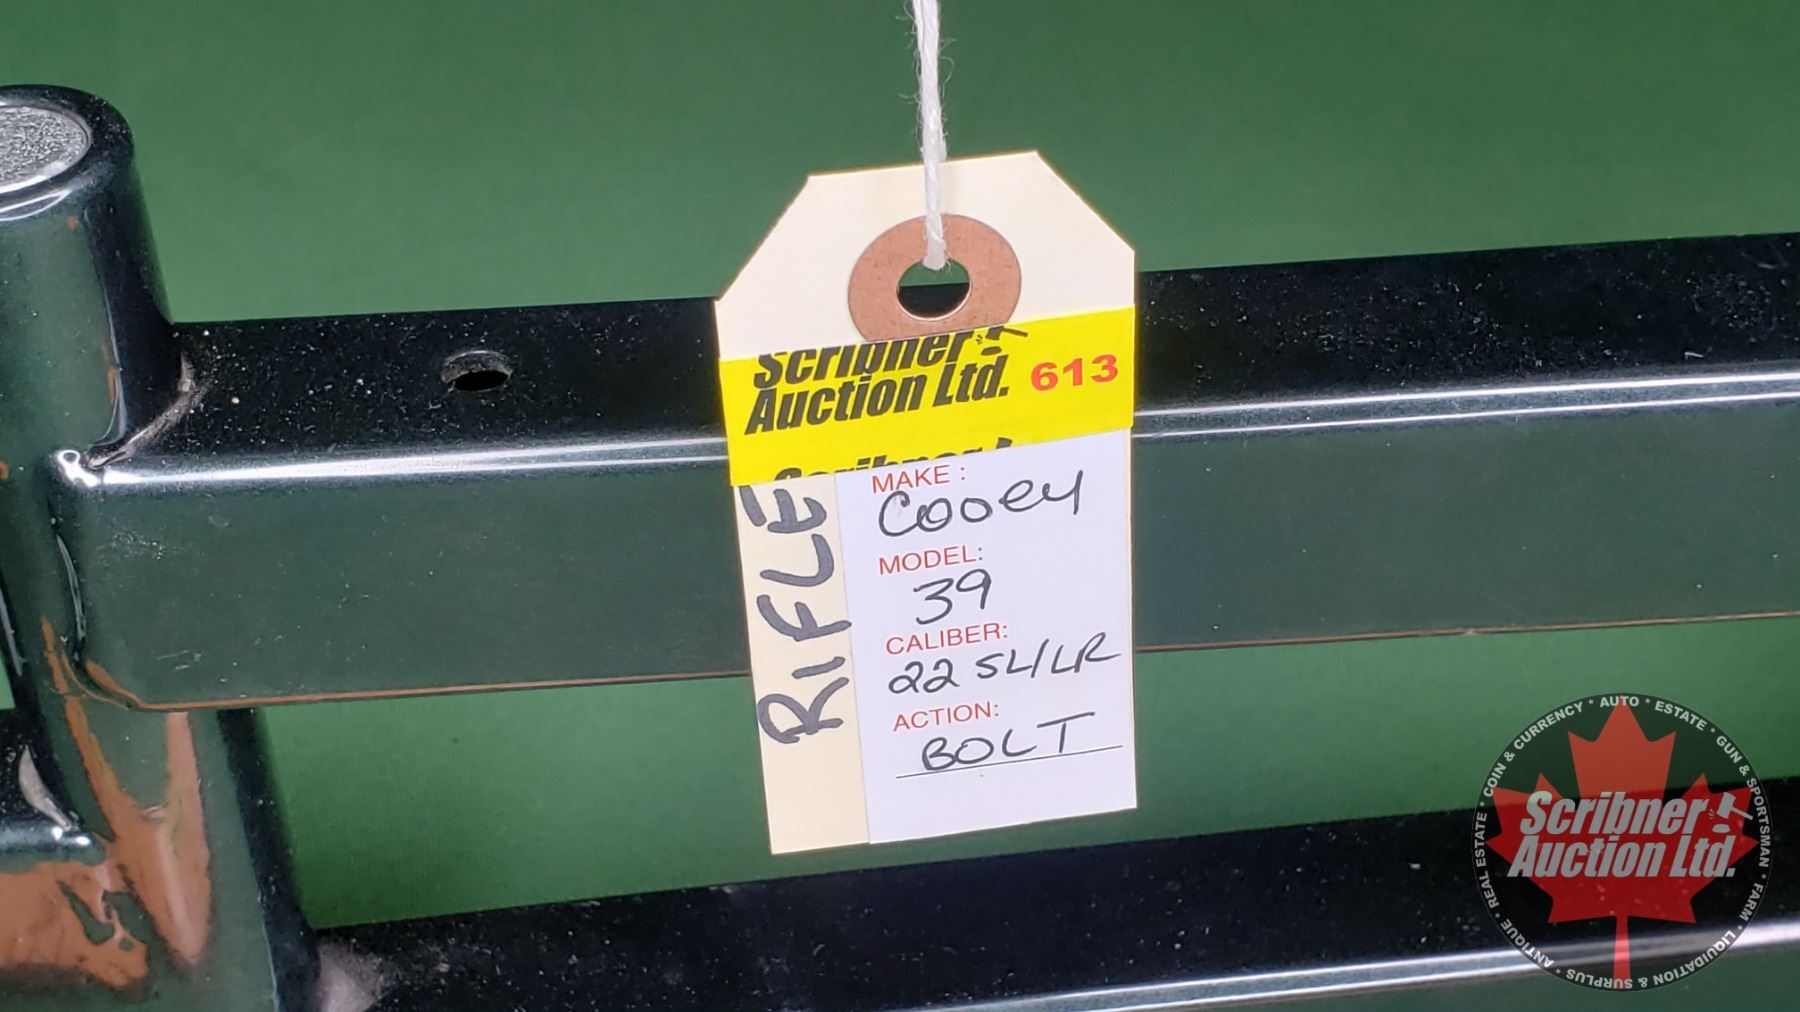 Scribner
Auction Ltd. 613
Scribner
RIFLE
MAKE :
Cooey
MODEL:
39
CALIBER:
22 SL/LR
ACTION:
BOLT
Scribner
Auction Ltd.
ANTIQUE * REAL ESTATE * COIN & CURRENCY * AUTO * ESTATE * GUN & SPORTSMAN * FARM * LIQUIDATION & SURPLUS *